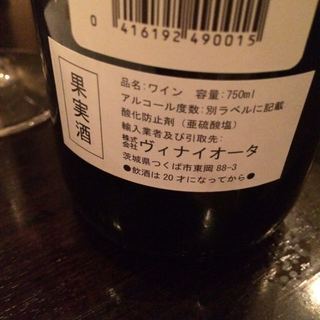 0 416192 490015
果実酒
品名:ワイン 容量:750ml
アルコール度数:別ラベルに記載
酸化防止剤(亜硫酸塩)
輸入業者及び引取先:
株式会社ヴィナイオータ
茨城県つくば市東岡 88-3
●飲酒は20才になってから●